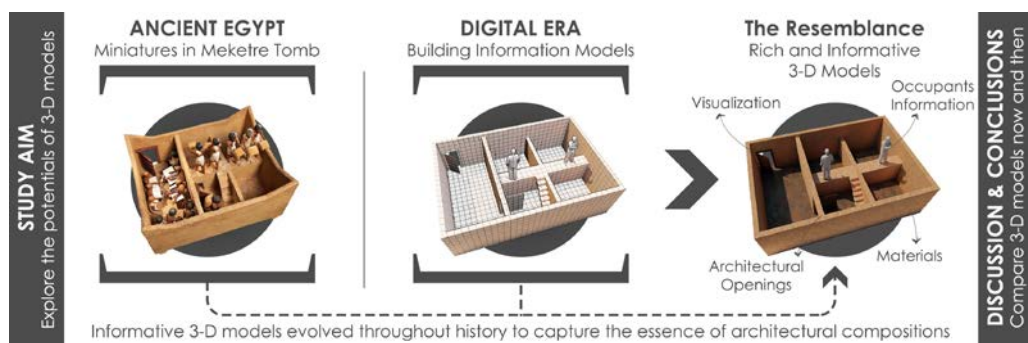 STUDY AIM
Explore the potentials of 3-D models
ANCIENT EGYPT
Miniatures in Meketre Tomb
DIGITAL ERA
Building Information Models
The Resemblance
Rich and Informative
3-D Models
Visualization
Occupants
Information
Architectural
Openings
Materials
Informative 3-D models evolved throughout history to capture the essence of architectural compositions
DISCUSSION & CONCLUSIONS
Compare 3-D models now and then